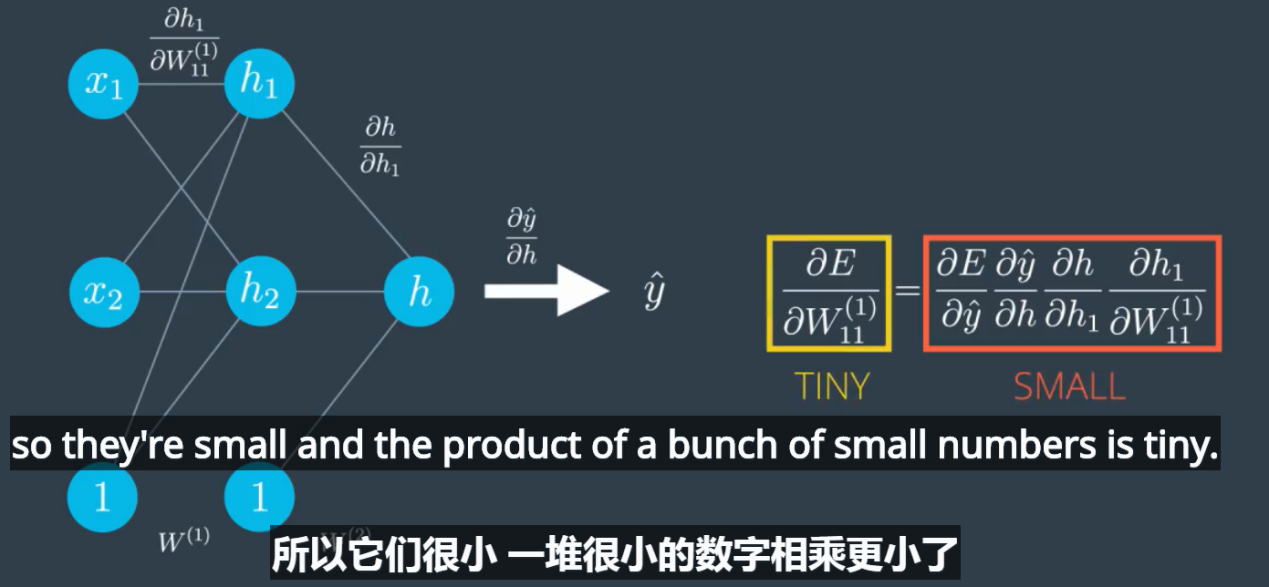 ∂h₁/∂W₁₁⁽¹⁾
x₁ h₁
∂h/∂h₁
∂ŷ/∂h
x₂ h₂ h ŷ
∂E/∂W₁₁⁽¹⁾ = ∂E/∂ŷ ∂ŷ/∂h ∂h/∂h₁ ∂h₁/∂W₁₁⁽¹⁾
TINY SMALL
so they're small and the product of a bunch of small numbers is tiny.
1 1
W⁽¹⁾ W⁽²⁾
所以它们很小 一堆很小的数字相乘更小了